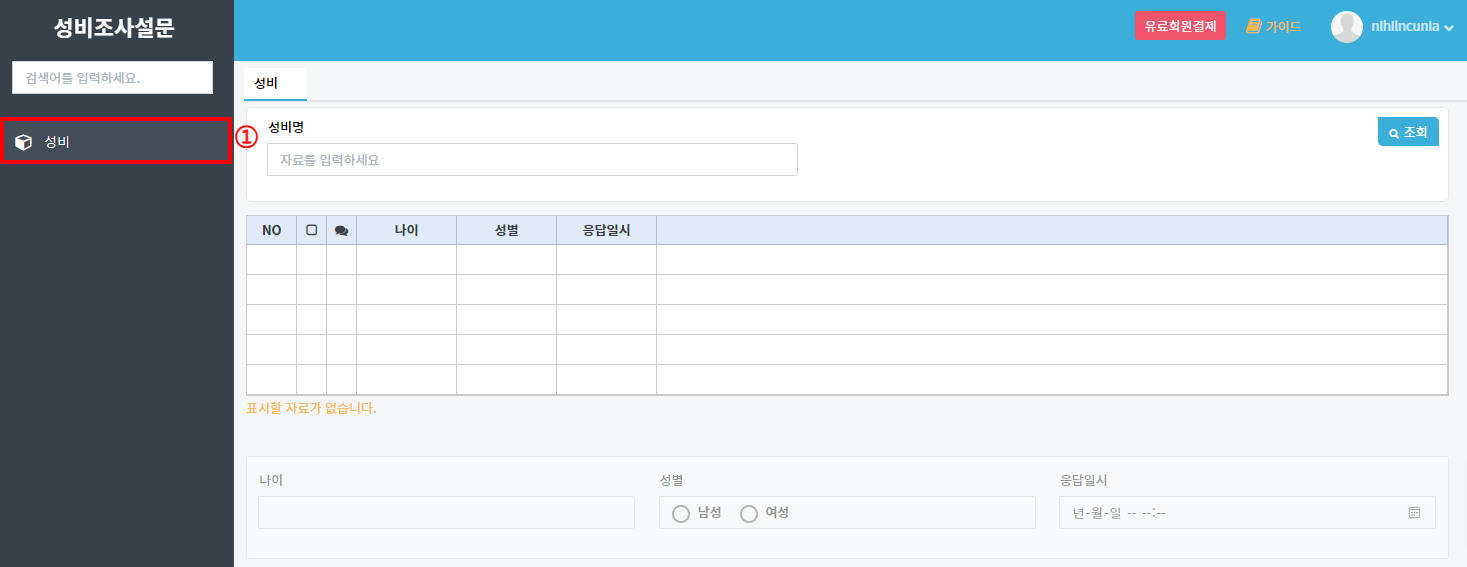 성비조사설문
유료회원결제 가이드 nihilncunia
검색어를 입력하세요.
성비
성비
①
성비명
조회
자료를 입력하세요
NO 나이 성별 응답일시
표시할 자료가 없습니다.
나이 성별 응답일시
남성 여성 년-월-일 -- --:--